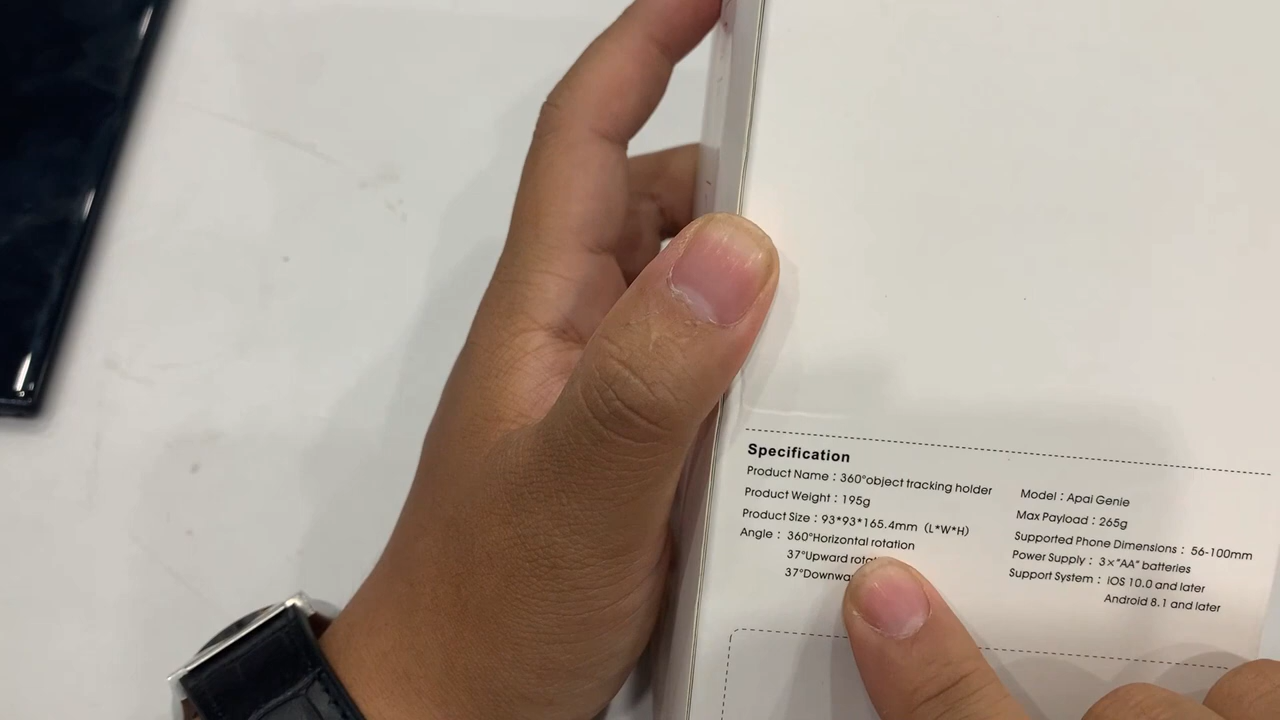 Specification
Product Name : 360°object tracking holder
Product Weight : 195g
Product Size : 93*93*165.4mm (L*W*H)
Angle : 360°Horizontal rotation
37°Upward
37°
Model : Apai Genie
Max Payload : 265g
Supported Phone Dimensions : 56-100mm
Power Supply : 3×"AA" batteries
Support System : IOS 10.0 and later
Android 8.1 and later